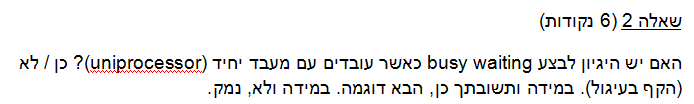 שאלה 2 (6 נקודות)
האם יש היגיון לבצע busy waiting כאשר עובדים עם מעבד יחיד (uniprocessor)? כן / לא
(הקף בעיגול). במידה ותשובתך כן, הבא דוגמה. במידה ולא, נמק.